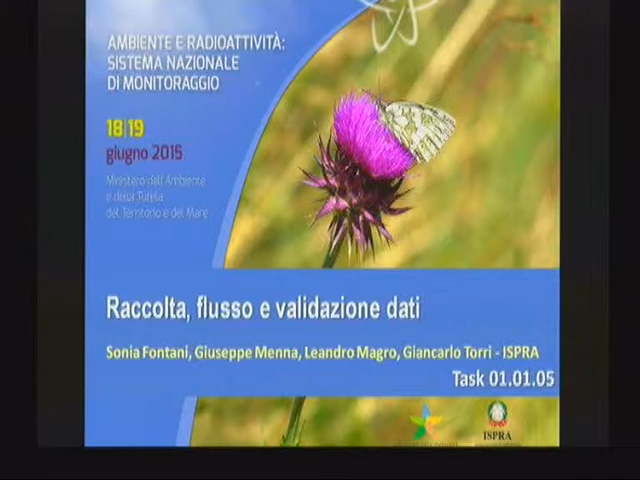 AMBIENTE E RADIOATTIVITÀ:
SISTEMA NAZIONALE
DI MONITORAGGIO
18|19
giugno 2015
Ministero dell'Ambiente
e della Tutela
del Territorio e del Mare
Raccolta, flusso e validazione dati
Sonia Fontani, Giuseppe Menna, Leandro Magro, Giancarlo Torri - ISPRA
Task 01.01.05
ISPRA